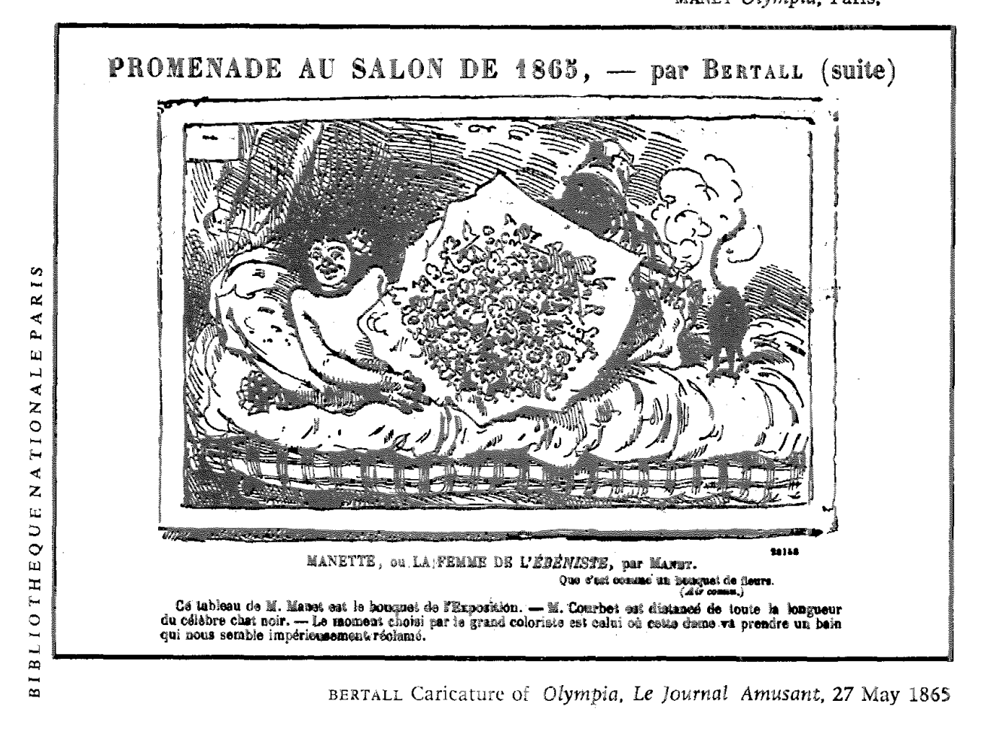 MANET Olympia, Paris,
PROMENADE AU SALON DE 1865, — par BERTALL (suite)
MANETTE, ou LA FEMME DE L'ÉBÉNISTE, par MANET.
Que c'est comme un bouquet de fleurs.
(Air connu.)
Cé tableau de M. Manet est le bouquet de l'Exposition. — M. Courbet est distancé de toute la longueur
du célèbre chat noir. — Le moment choisi par le grand coloriste est celui où cette dame va prendre un bain
qui nous semble impérieusement réclamé.
BIBLIOTHEQUE NATIONALE PARIS
BERTALL Caricature of Olympia, Le Journal Amusant, 27 May 1865